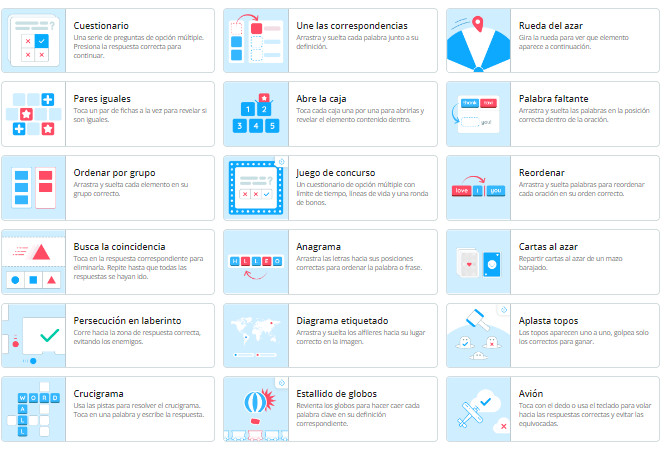 Cuestionario
Una serie de preguntas de opción múltiple.
Presiona la respuesta correcta para
continuar.
Une las correspondencias
Arrastra y suelta cada palabra junto a su
definición.
Rueda del azar
Gira la rueda para ver que elemento
aparece a continuación.
Pares iguales
Toca un par de fichas a la vez para revelar si
son iguales.
1 2
3 4 5
Abre la caja
Toca cada caja una por una para abrirlas y
revelar el elemento contenido dentro.
thank
you!
Palabra faltante
Arrastra y suelta las palabras en la posición
correcta dentro de la oración.
Ordenar por grupo
Arrastra y suelta cada elemento en su
grupo correcto.
Juego de concurso
Un cuestionario de opción múltiple con
límite de tiempo, líneas de vida y una ronda
de bonos.
love I you
Reordenar
Arrastra y suelta palabras para reordenar
cada oración en su orden correcto.
Busca la coincidencia
Toca en la respuesta correspondiente para
eliminarla. Repite hasta que todas las
respuestas se hayan ido.
H L L E O
Anagrama
Arrastra las letras hacia sus posiciones
correctas para ordenar la palabra o frase.
Cartas al azar
Repartir cartas al azar de un mazo
barajado.
Persecución en laberinto
Corre hacia la zona de respuesta correcta,
evitando los enemigos.
Diagrama etiquetado
Arrastra y suelta los alfileres hacia su lugar
correcto en la imagen.
Aplasta topos
Los topos aparecen uno a uno, golpea solo
los correctos para ganar.
WORD
A
L
L
Crucigrama
Usa las pistas para resolver el crucigrama.
Toca en una palabra y escribe la respuesta.
Estallido de globos
Revienta los globos para hacer caer cada
palabra clave en su definición
correspondiente.
Avión
Toca con el dedo o usa el teclado para volar
hacia las respuestas correctas y evitar las
equivocadas.